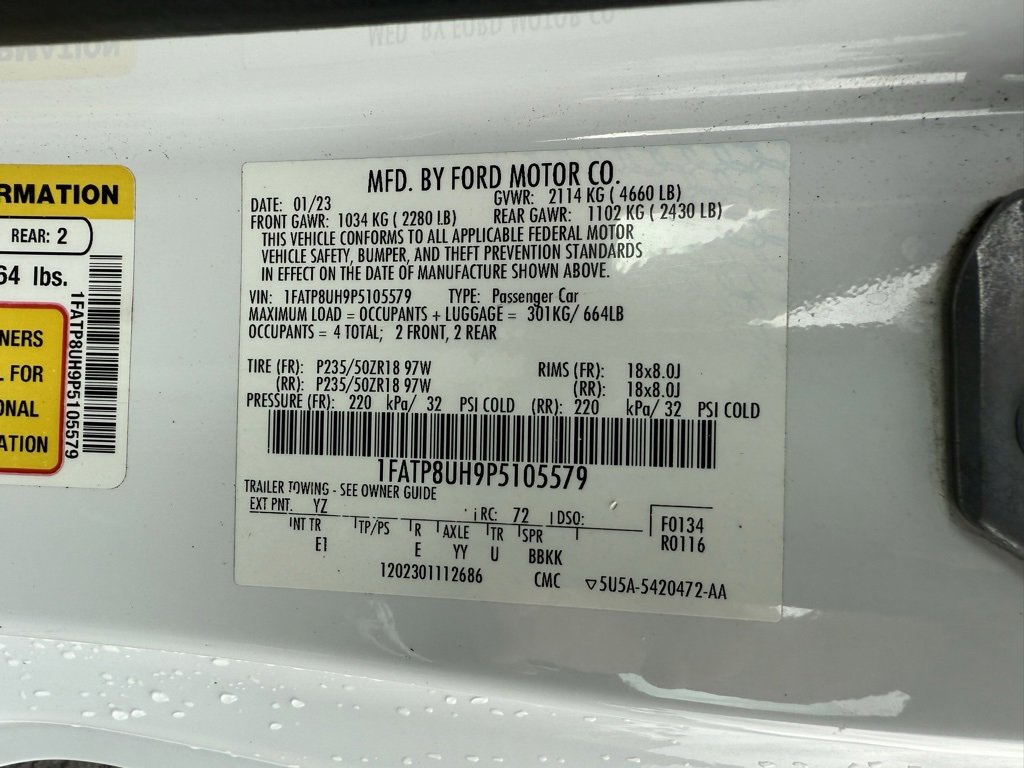 RMATION
REAR: 2
64 lbs.
NERS
L FOR
ONAL
ATION
1FATP8UH9P5105579
MFD. BY FORD MOTOR CO.
DATE: 01/23 GVWR: 2114 KG ( 4660 LB)
FRONT GAWR: 1034 KG ( 2280 LB) REAR GAWR: 1102 KG ( 2430 LB)
THIS VEHICLE CONFORMS TO ALL APPLICABLE FEDERAL MOTOR
VEHICLE SAFETY, BUMPER, AND THEFT PREVENTION STANDARDS
IN EFFECT ON THE DATE OF MANUFACTURE SHOWN ABOVE.
VIN: 1FATP8UH9P5105579 TYPE: Passenger Car
MAXIMUM LOAD = OCCUPANTS + LUGGAGE = 301KG/ 664LB
OCCUPANTS = 4 TOTAL; 2 FRONT, 2 REAR
TIRE (FR): P235/50ZR18 97W RIMS (FR): 18x8.0J
(RR): P235/50ZR18 97W (RR): 18x8.0J
PRESSURE (FR): 220 kPa/ 32 PSI COLD (RR): 220 kPa/ 32 PSI COLD
1FATP8UH9P5105579
TRAILER TOWING - SEE OWNER GUIDE
EXT PNT. YZ RC: 72 DSO: F0134
INT TR TP/PS R AXLE TR SPR R0116
E1 E YY U BBKK
1202301112686 CMC ▽5U5A-5420472-AA